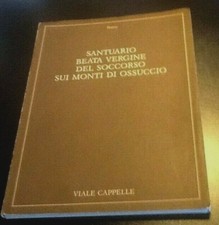 SANTUARIO
BEATA VERGINE
DEL SOCCORSO
SUI MONTI DI OSSUCCIO
VIALE CAPPELLE